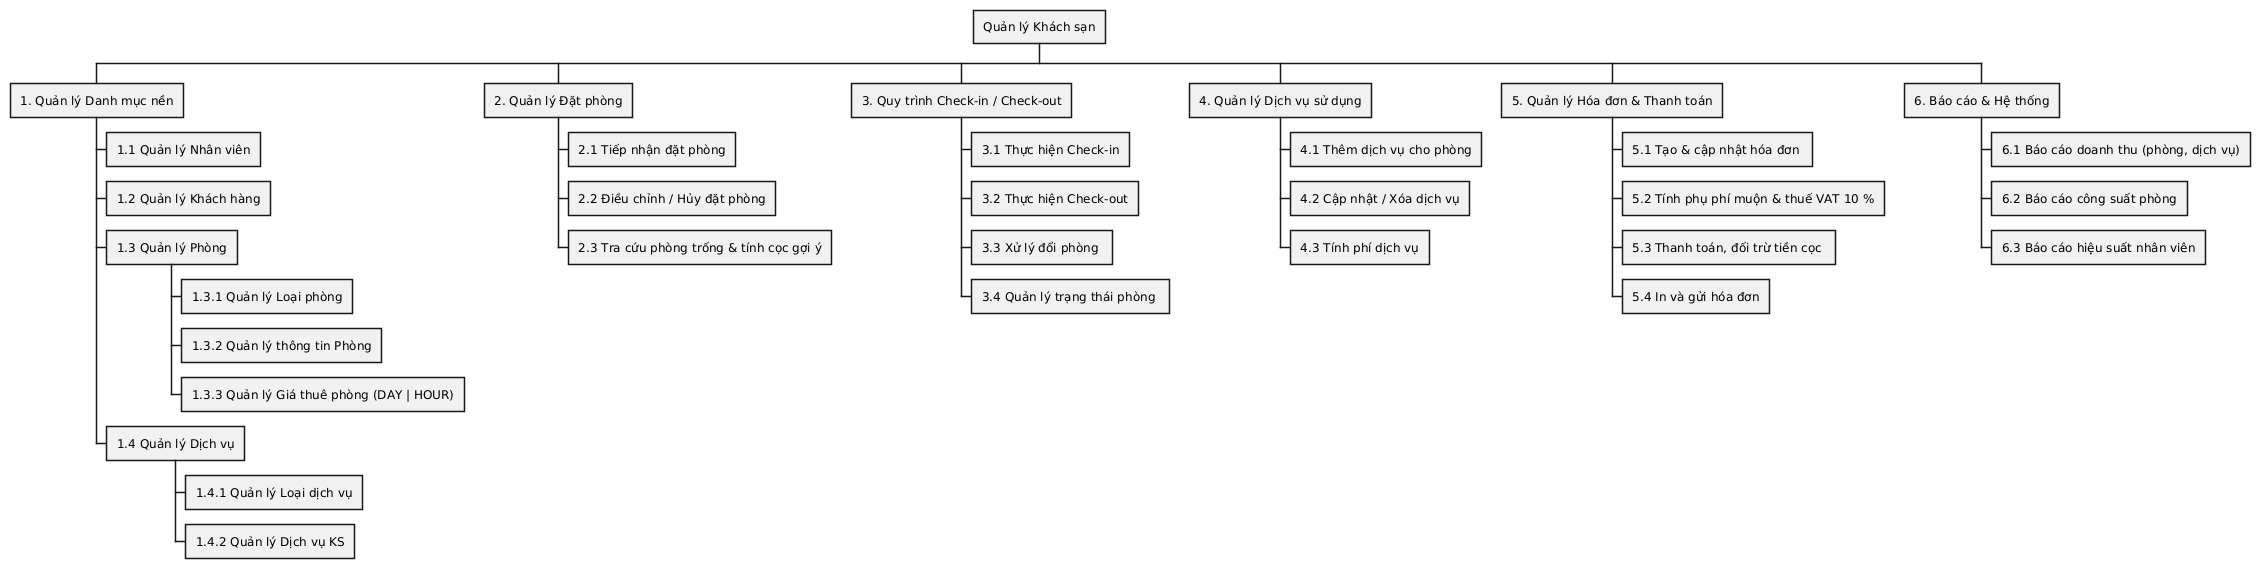 Quản lý Khách sạn
1. Quản lý Danh mục nền
1.1 Quản lý Nhân viên
1.2 Quản lý Khách hàng
1.3 Quản lý Phòng
1.3.1 Quản lý Loại phòng
1.3.2 Quản lý thông tin Phòng
1.3.3 Quản lý Giá thuê phòng (DAY | HOUR)
1.4 Quản lý Dịch vụ
1.4.1 Quản lý Loại dịch vụ
1.4.2 Quản lý Dịch vụ KS
2. Quản lý Đặt phòng
2.1 Tiếp nhận đặt phòng
2.2 Điều chỉnh / Hủy đặt phòng
2.3 Tra cứu phòng trống & tính cọc gợi ý
3. Quy trình Check-in / Check-out
3.1 Thực hiện Check-in
3.2 Thực hiện Check-out
3.3 Xử lý đổi phòng
3.4 Quản lý trạng thái phòng
4. Quản lý Dịch vụ sử dụng
4.1 Thêm dịch vụ cho phòng
4.2 Cập nhật / Xóa dịch vụ
4.3 Tính phí dịch vụ
5. Quản lý Hóa đơn & Thanh toán
5.1 Tạo & cập nhật hóa đơn
5.2 Tính phụ phí muộn & thuế VAT 10 %
5.3 Thanh toán, đối trừ tiền cọc
5.4 In và gửi hóa đơn
6. Báo cáo & Hệ thống
6.1 Báo cáo doanh thu (phòng, dịch vụ)
6.2 Báo cáo công suất phòng
6.3 Báo cáo hiệu suất nhân viên